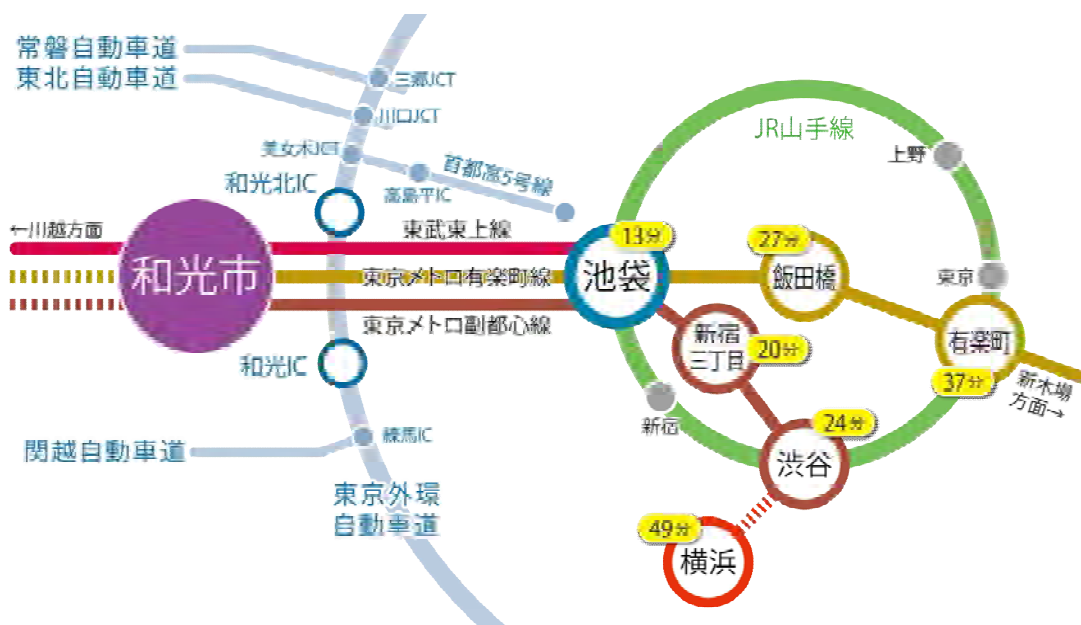 常磐自動車道
東北自動車道
三郷JCT
川口JCT
美女木JCT
首都高5号線
高島平IC
和光北IC
←川越方面
和光市
東武東上線
東京メトロ有楽町線
東京メトロ副都心線
和光IC
関越自動車道
練馬IC
東京外環
自動車道
JR山手線
上野
13分
池袋
27分
飯田橋
東京
有楽町
37分
新木場
方面→
新宿
三丁目
20分
新宿
24分
渋谷
49分
横浜